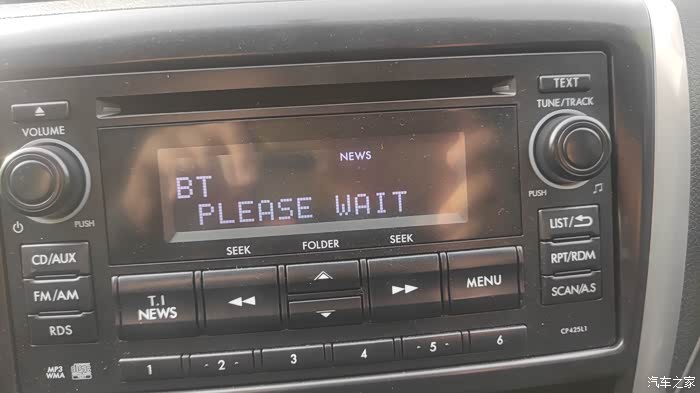 TEXT
VOLUME
TUNE/TRACK
NEWS
BT
PLEASE WAIT
PUSH
PUSH
CD/AUX
SEEK
FOLDER
SEEK
LIST/
FM/AM
T.I
NEWS
MENU
RPT/RDM
RDS
SCAN/A.S
MP3
WMA
1
- 2 -
3
4
- 5 -
6
CP425L1
汽车之家